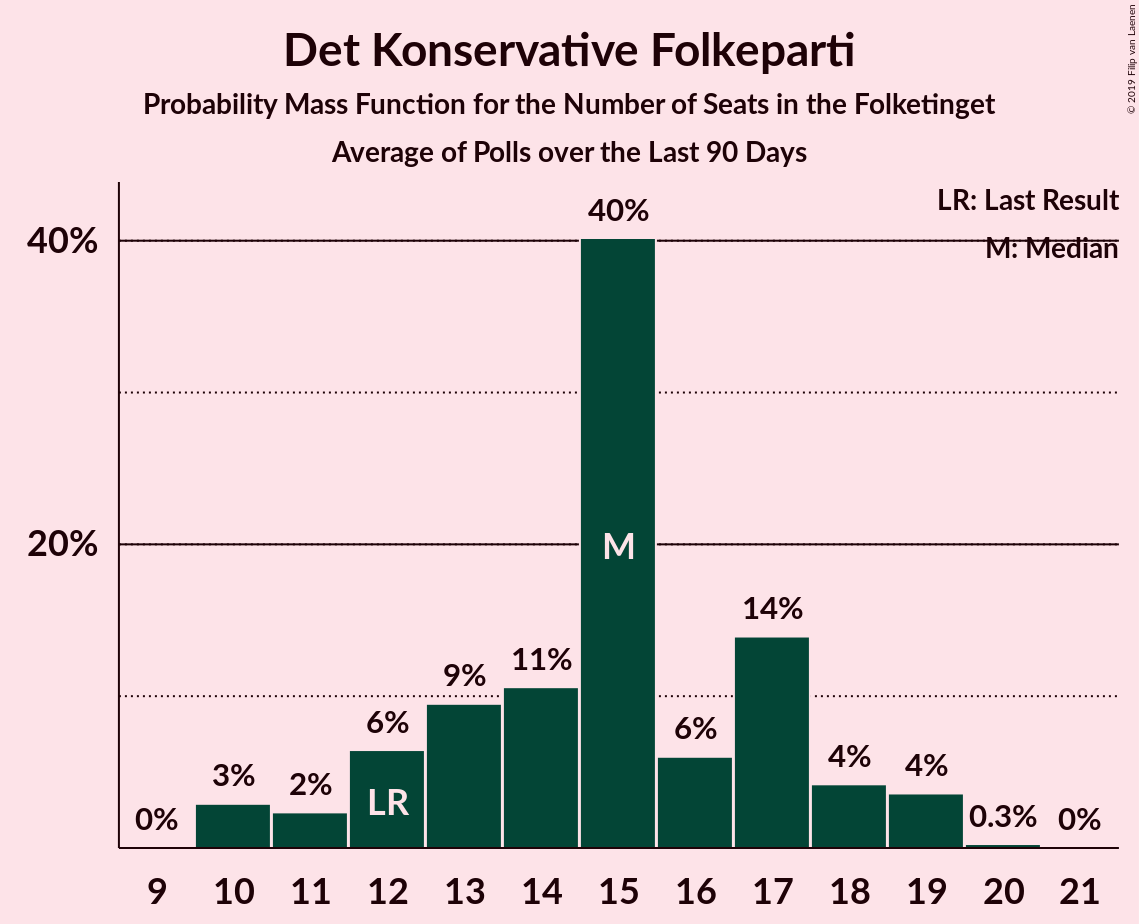 Det Konservative Folkeparti
Probability Mass Function for the Number of Seats in the Folketinget
Average of Polls over the Last 90 Days
© 2019 Filip van Laenen
LR: Last Result
M: Median
40%
20%
0%
3%
2%
6%
9%
11%
40%
6%
14%
4%
4%
0.3%
0%
LR
M
9 10 11 12 13 14 15 16 17 18 19 20 21